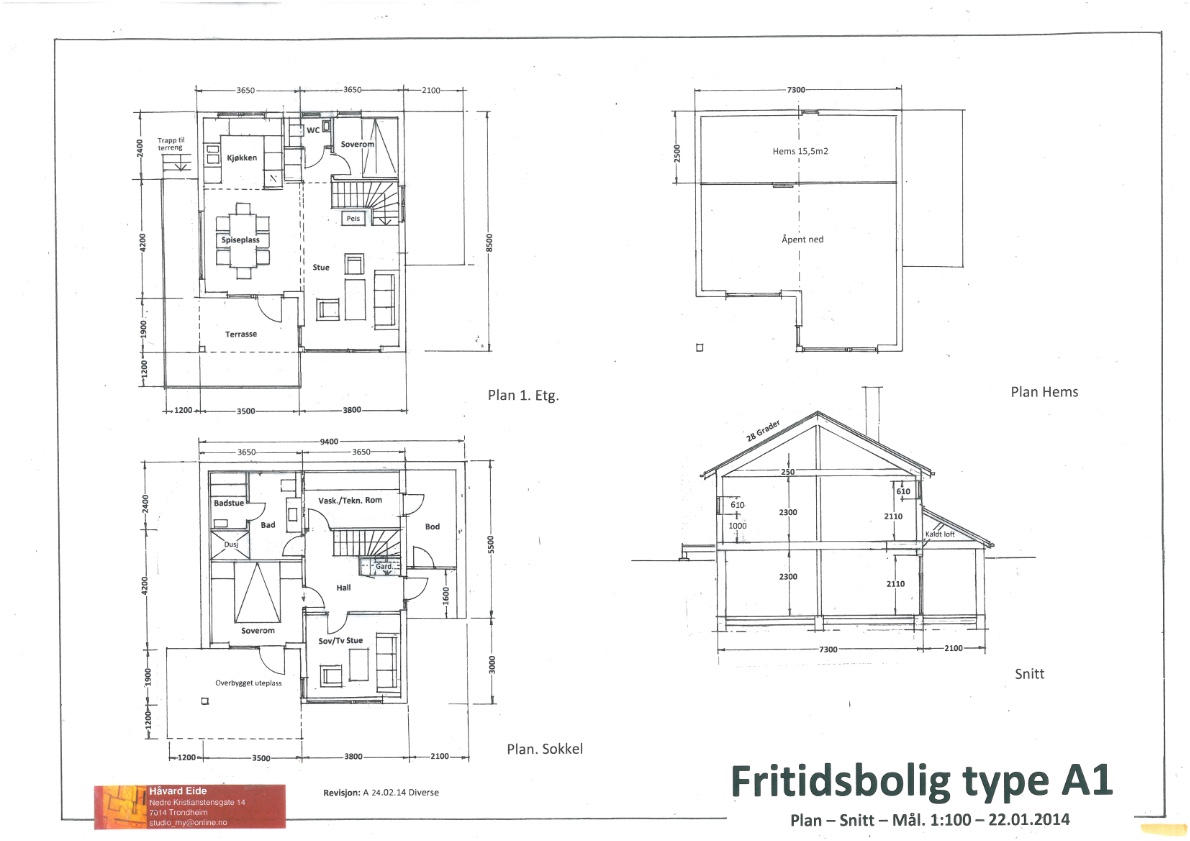 3650
3650
2100
2400
4200
1900
1200
8500
Trapp til
terreng
Kjøkken
WC
Soverom
Peis
Spiseplass
Stue
Terrasse
1200
3500
3800
Plan 1. Etg.
7300
2500
Hems 15,5m2
Åpent ned
Plan Hems
9400
3650
3650
2400
4200
1900
1200
5500
3000
1600
Badstue
Bad
Vask./Tekn. Rom
Bod
Dusj
Gard.
Hall
Soverom
Sov/Tv Stue
Overbygget uteplass
1200
3500
3800
2100
Plan. Sokkel
28 Grader
250
610
1000
2300
610
2110
Kaldt loft
2300
2110
7300
2100
Snitt
Håvard Eide
Nedre Kristianstensgate 14
7014 Trondheim
studio_my@online.no
Revisjon: A 24.02.14 Diverse
Fritidsbolig type A1
Plan – Snitt – Mål. 1:100 – 22.01.2014